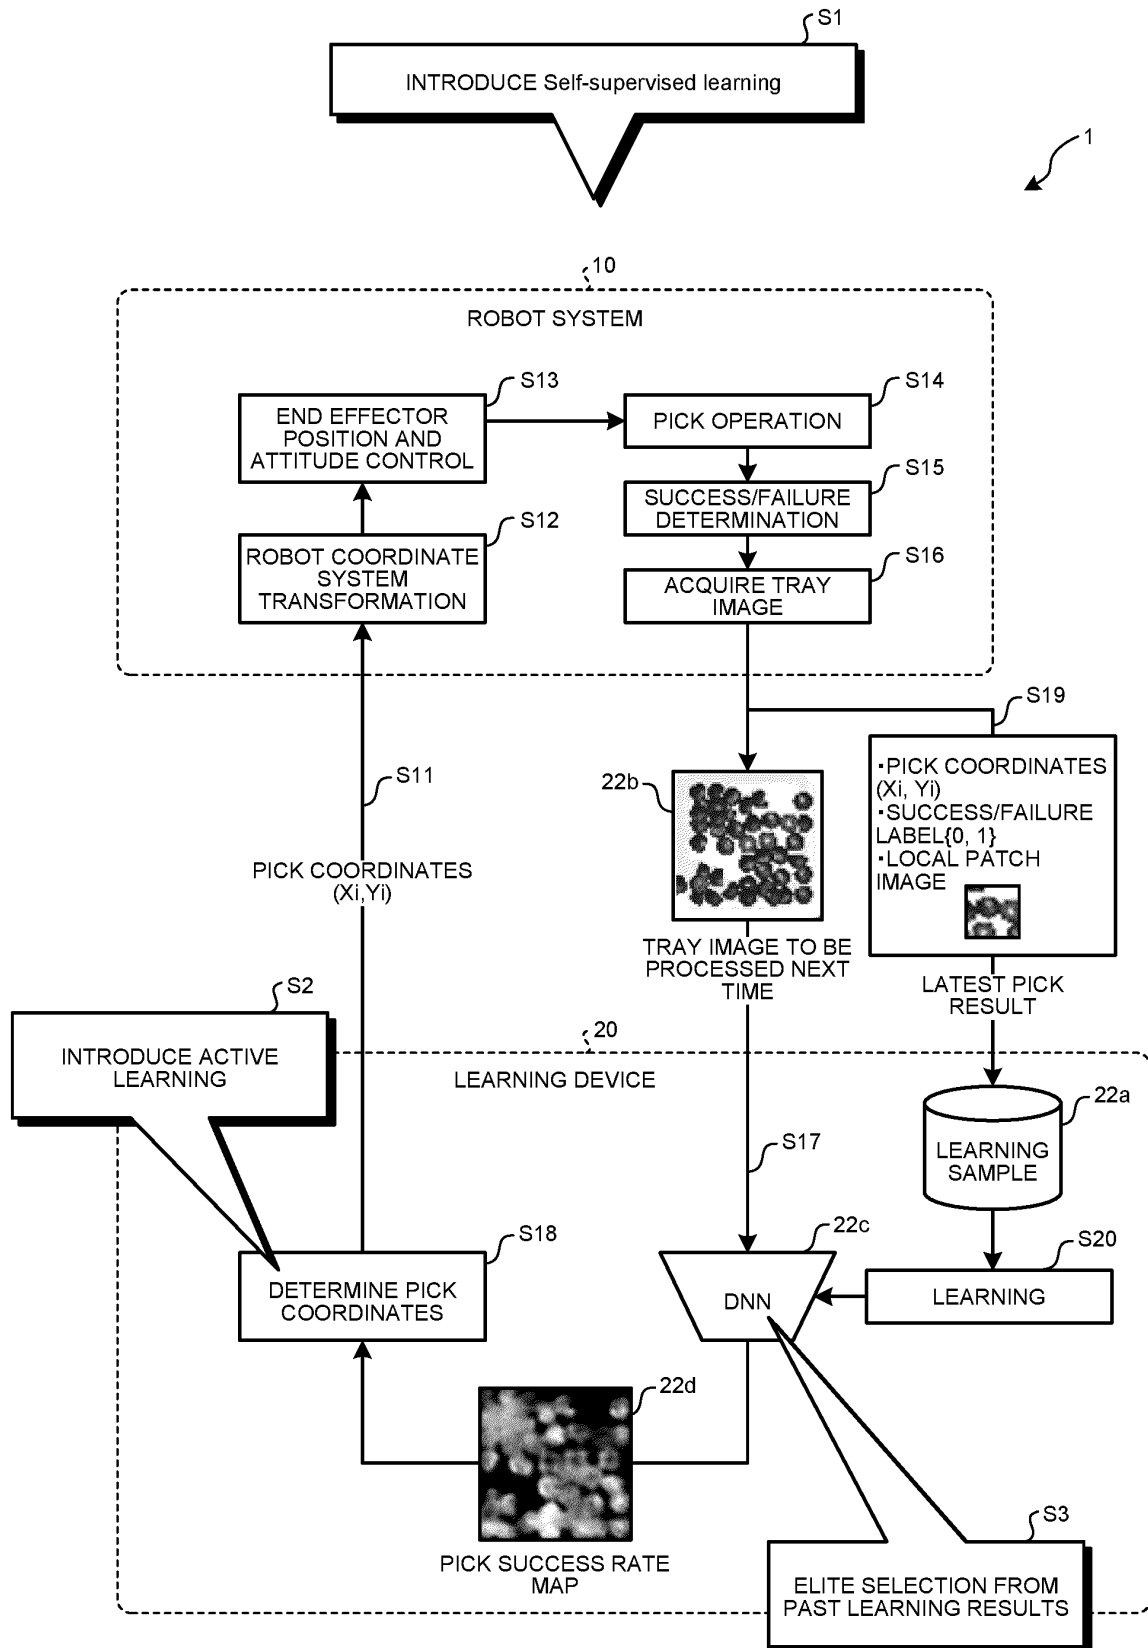 S1
INTRODUCE Self-supervised learning
1
10
ROBOT SYSTEM
S13
END EFFECTOR
POSITION AND
ATTITUDE CONTROL
S14
PICK OPERATION
S15
SUCCESS/FAILURE
DETERMINATION
S12
ROBOT COORDINATE
SYSTEM
TRANSFORMATION
S16
ACQUIRE TRAY
IMAGE
S19
・PICK COORDINATES
(Xi, Yi)
・SUCCESS/FAILURE
LABEL{0, 1}
・LOCAL PATCH
IMAGE
S11
22b
PICK COORDINATES
(Xi,Yi)
TRAY IMAGE TO BE
PROCESSED NEXT
TIME
LATEST PICK
RESULT
S2
INTRODUCE ACTIVE
LEARNING
20
LEARNING DEVICE
22a
LEARNING
SAMPLE
S17
S18
DETERMINE PICK
COORDINATES
22c
DNN
S20
LEARNING
22d
PICK SUCCESS RATE
MAP
S3
ELITE SELECTION FROM
PAST LEARNING RESULTS